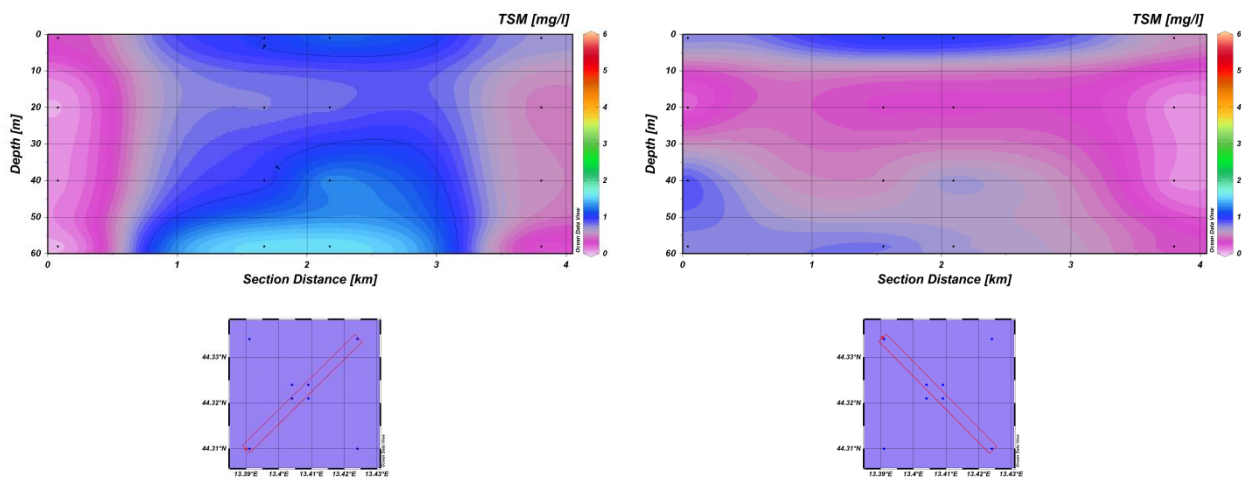 TSM [mg/l]
0
10
20
30
40
50
60
Depth [m]
0
1
2
3
4
Section Distance [km]
6
5
4
3
2
1
0
Ocean Data View
TSM [mg/l]
0
10
20
30
40
50
60
Depth [m]
0
1
2
3
4
Section Distance [km]
6
5
4
3
2
1
0
Ocean Data View
44.33°N
44.32°N
44.31°N
13.39°E 13.4°E 13.41°E 13.42°E 13.43°E
Ocean Data View
44.33°N
44.32°N
44.31°N
13.39°E 13.4°E 13.41°E 13.42°E 13.43°E
Ocean Data View